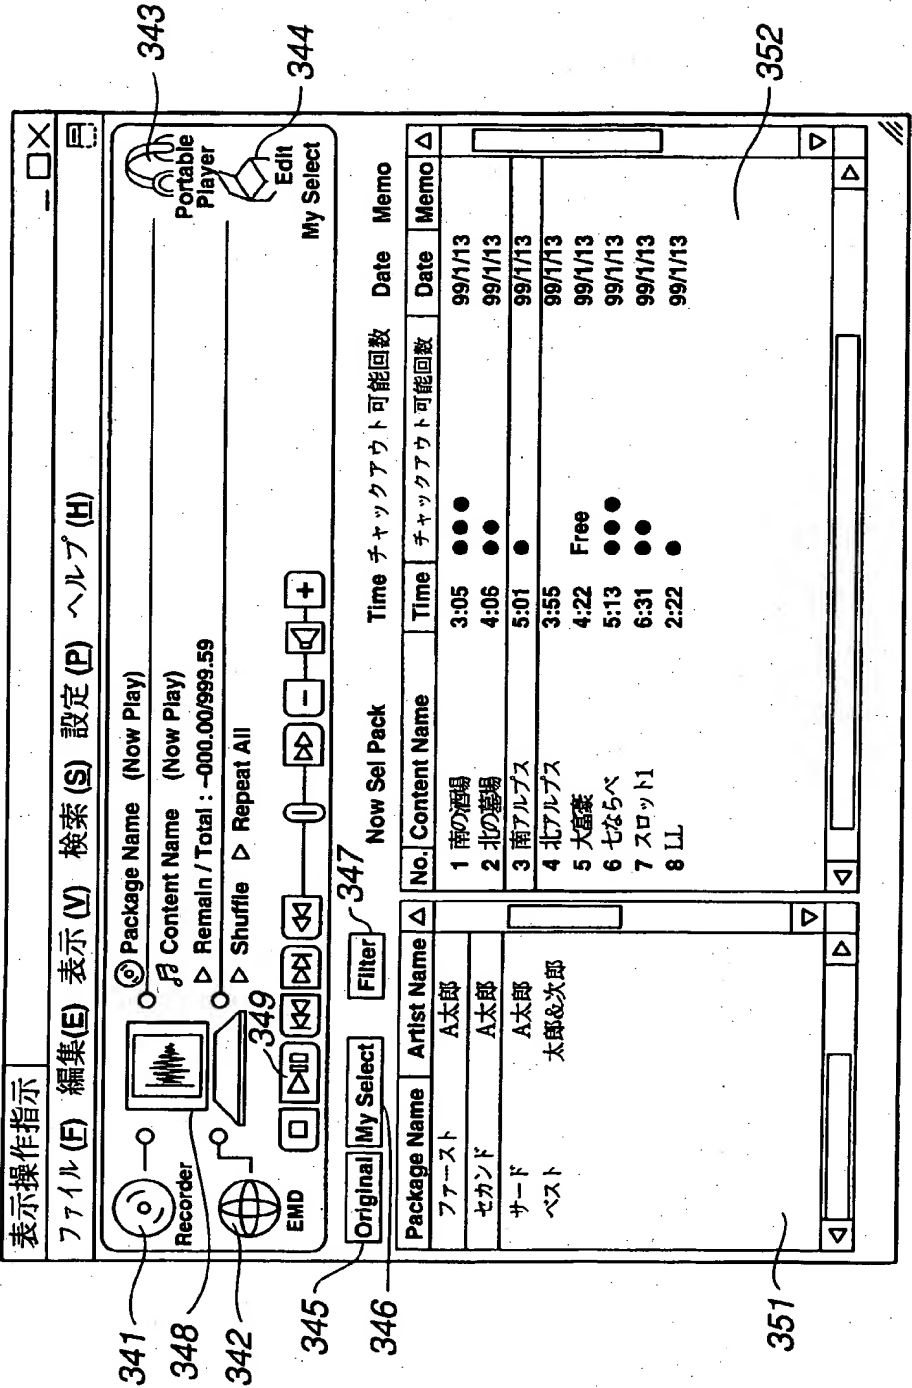 表示操作指示
ファイル (F) 編集(E) 表示 (V) 検索 (S) 設定 (P) ヘルプ (H)
341
Recorder
348
342
EMD
Package Name (Now Play)
Content Name (Now Play)
▷ Remain / Total : -000.00/999.59
▷ Shuffle ▷ Repeat All
349
− +
343
Portable
Player
344
Edit
My Select
345
Original
My Select
346
Filter
347
Now Sel Pack Time チャックアウト可能回数 Date Memo
Package Name Artist Name
ファースト A太郎
セカンド A太郎
サード A太郎
ベスト 太郎&次郎
351
No. Content Name Time チャックアウト可能回数 Date Memo
1 南の酒場 3:05 ●●● 99/1/13
2 北の墓場 4:06 ●● 99/1/13
3 南アルプス 5:01 ● 99/1/13
4 北アルプス 3:55 99/1/13
5 大富豪 4:22 Free 99/1/13
6 七ならべ 5:13 ●●● 99/1/13
7 スロット1 6:31 ●● 99/1/13
8 LL 2:22 ● 99/1/13
352